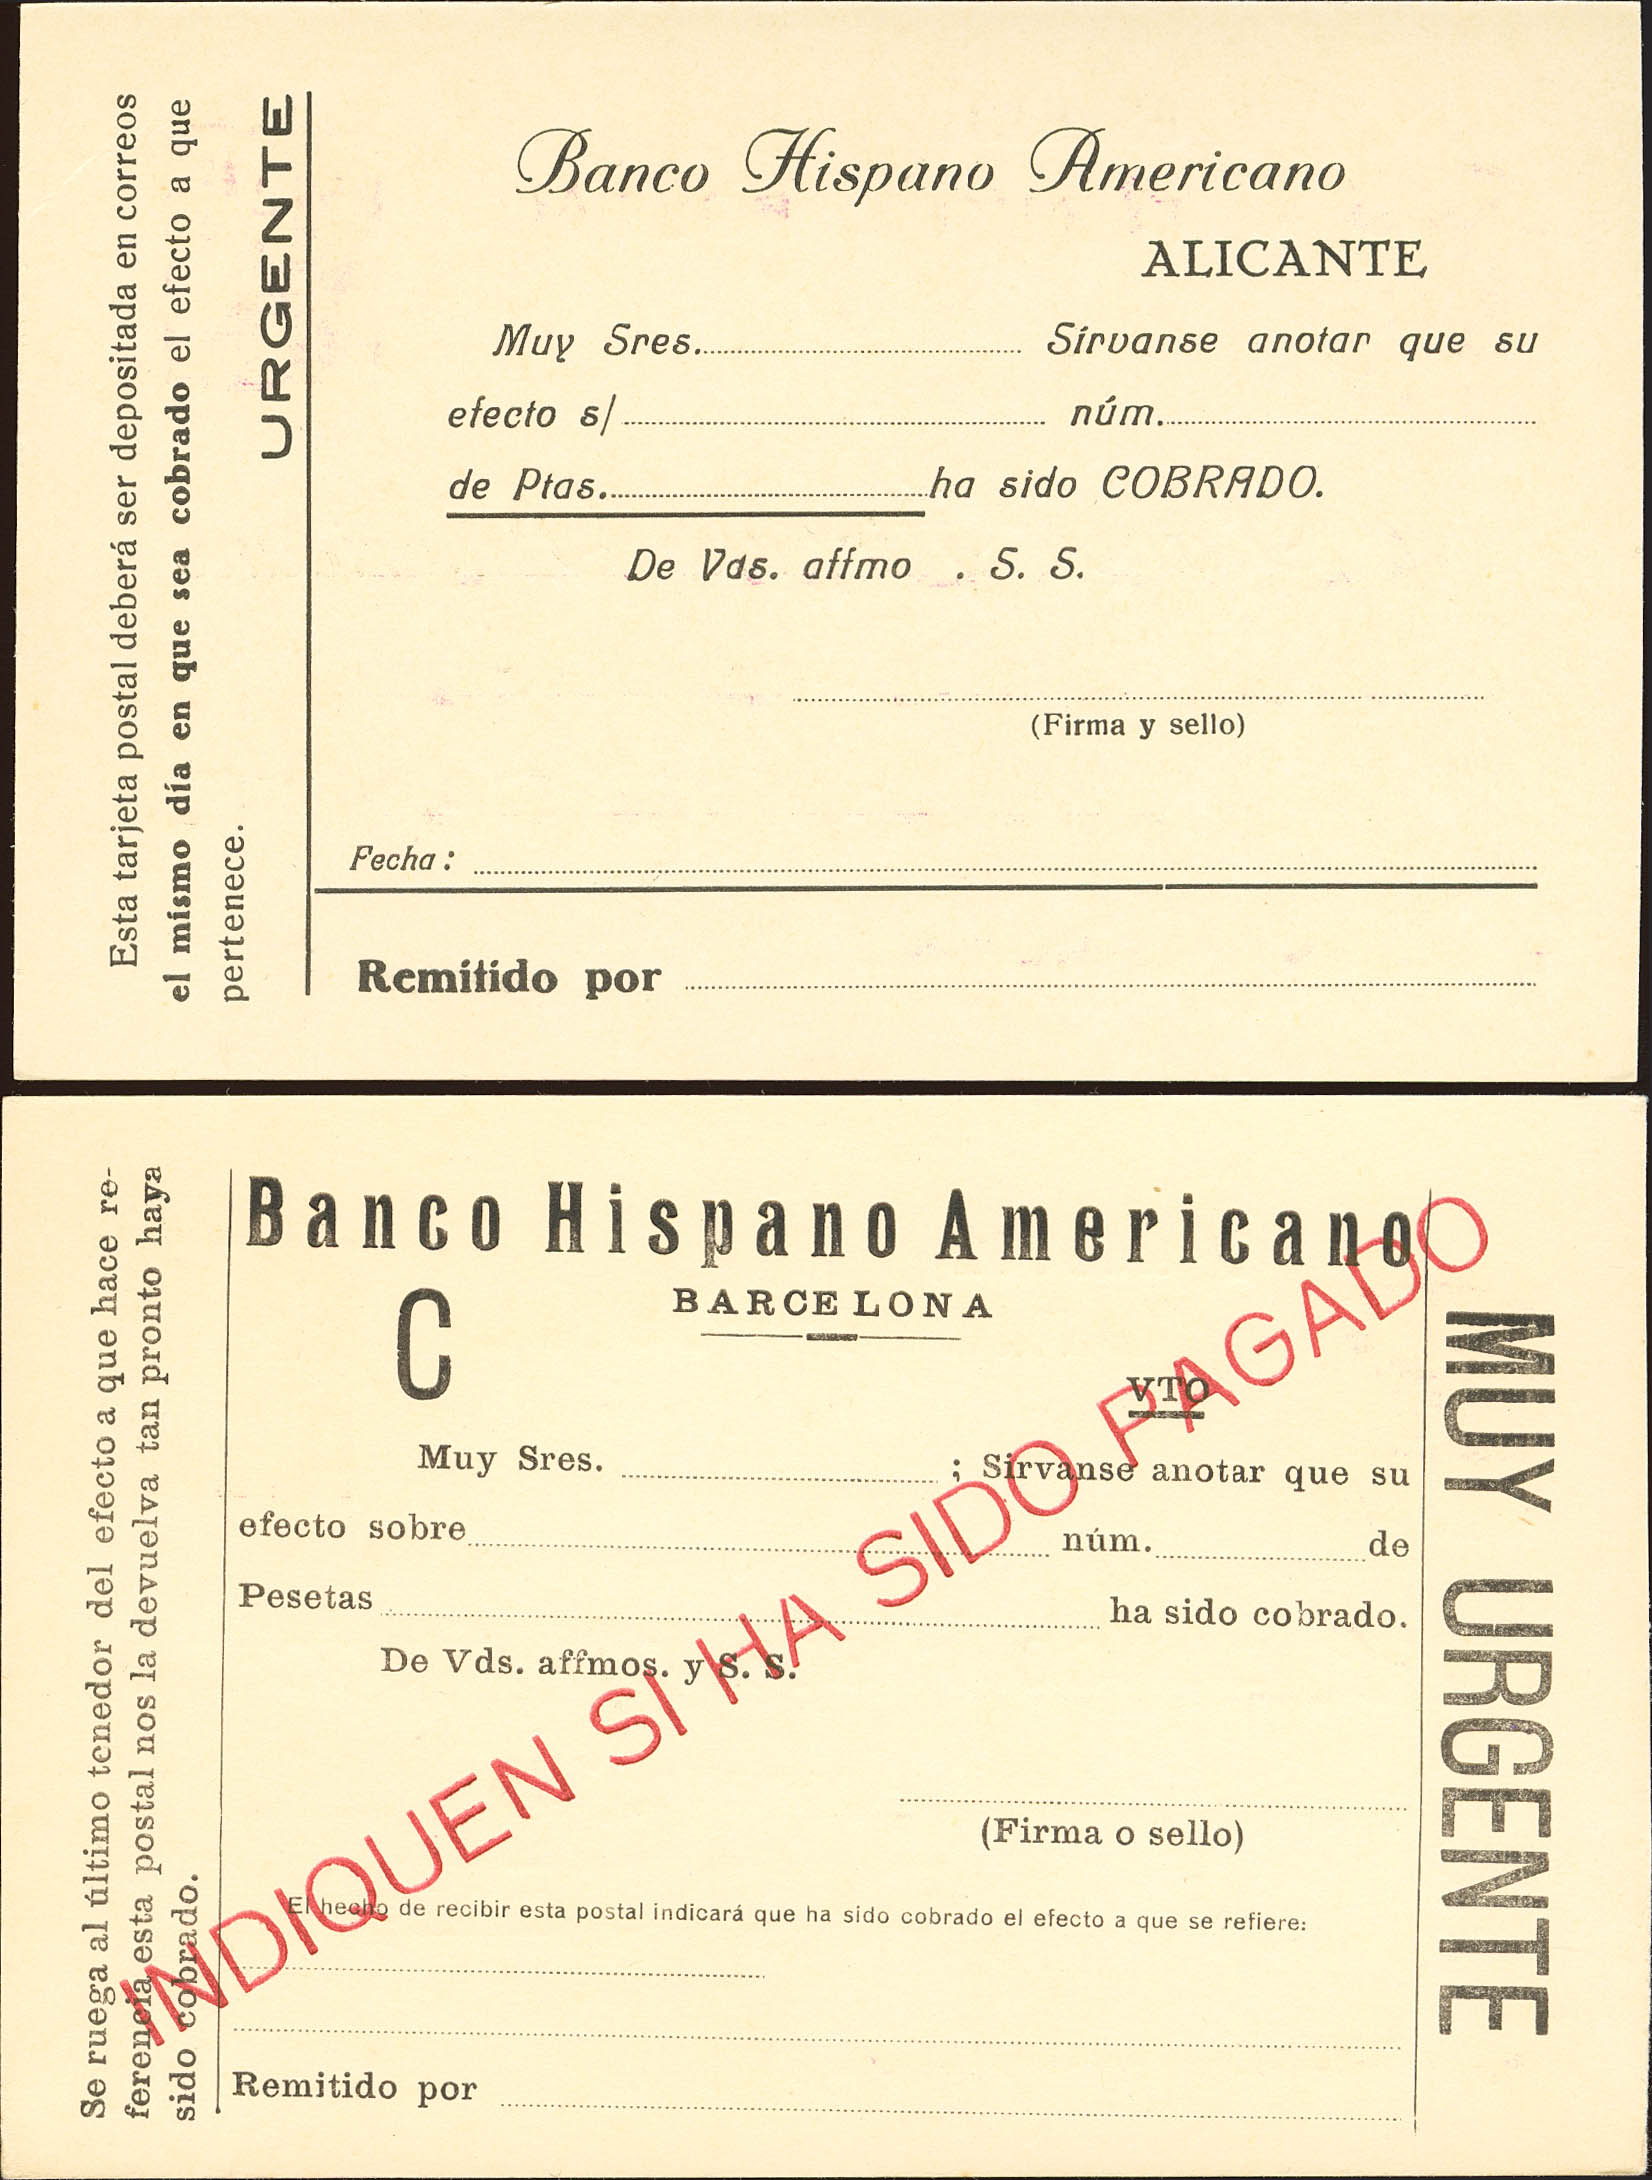 Esta tarjeta postal deberá ser depositada en correos
el mismo día en que sea cobrado el efecto a que
pertenece.
URGENTE
Banco Hispano Americano
ALICANTE
Muy Sres. Sírvanse anotar que su
efecto s/ núm.
de Ptas. ha sido COBRADO.
De Vds. affmo . S. S.
(Firma y sello)
Fecha :
Remitido por
Se ruega al último tenedor del efecto a que hace re-
ferencia esta postal nos la devuelva tan pronto haya
sido cobrado.
Banco Hispano Americano
BARCELONA
C
VTO
Muy Sres. ; Sírvanse anotar que su
efecto sobre núm. de
Pesetas ha sido cobrado.
De Vds. affmos. y S. S.
(Firma o sello)
El hecho de recibir esta postal indicará que ha sido cobrado el efecto a que se refiere:
Remitido por
INDIQUEN SI HA SIDO PAGADO
MUY URGENTE